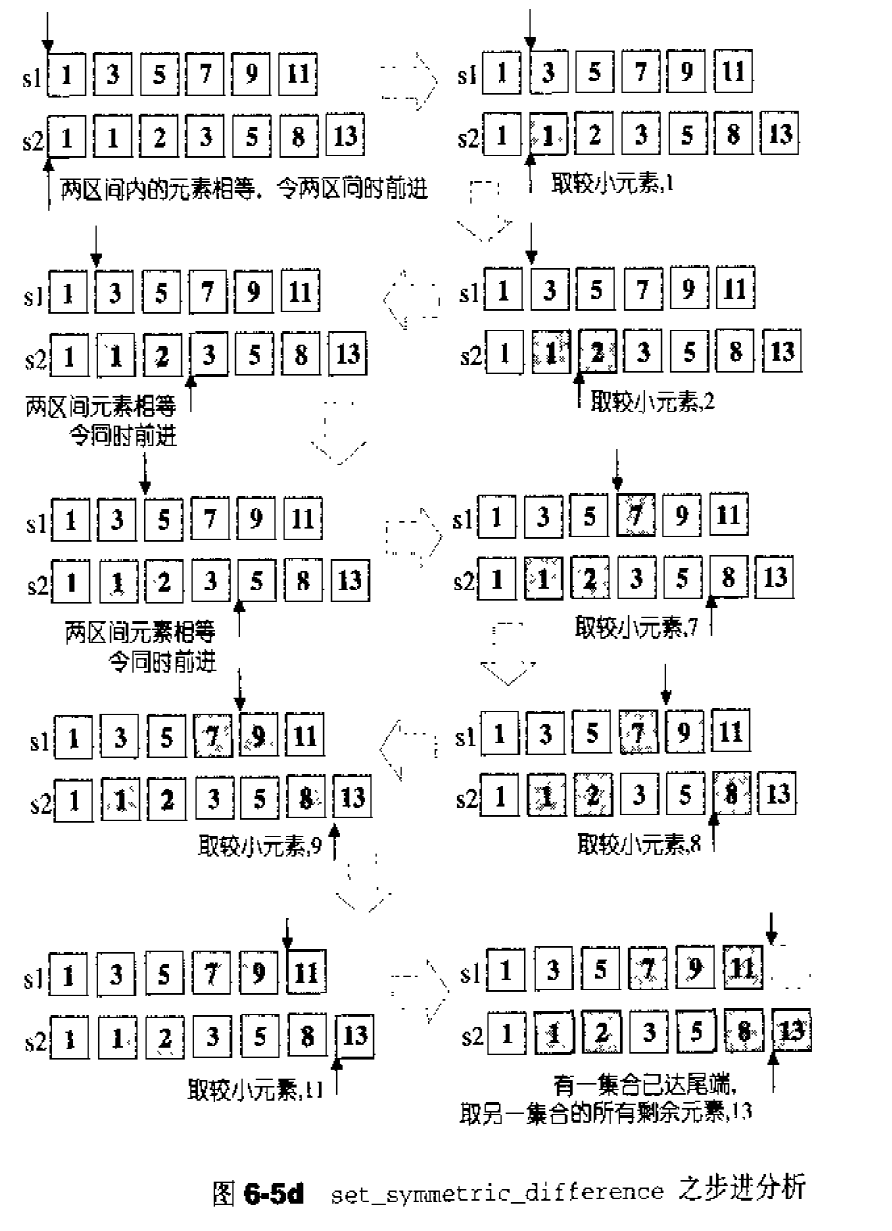 s1 1 3 5 7 9 11
s2 1 1 2 3 5 8 13
两区间内的元素相等，令两区同时前进
s1 1 3 5 7 9 11
s2 1 1 2 3 5 8 13
取较小元素,1
s1 1 3 5 7 9 11
s2 1 1 2 3 5 8 13
取较小元素,2
s1 1 3 5 7 9 11
s2 1 1 2 3 5 8 13
两区间元素相等
令同时前进
s1 1 3 5 7 9 11
s2 1 1 2 3 5 8 13
两区间元素相等
令同时前进
s1 1 3 5 7 9 11
s2 1 1 2 3 5 8 13
取较小元素,7
s1 1 3 5 7 9 11
s2 1 1 2 3 5 8 13
取较小元素,8
s1 1 3 5 7 9 11
s2 1 1 2 3 5 8 13
取较小元素,9
s1 1 3 5 7 9 11
s2 1 1 2 3 5 8 13
取较小元素,11
s1 1 3 5 7 9 11
s2 1 1 2 3 5 8 13
有一集合已达尾端，
取另一集合的所有剩余元素,13
图 6-5d set_symmetric_difference 之步进分析